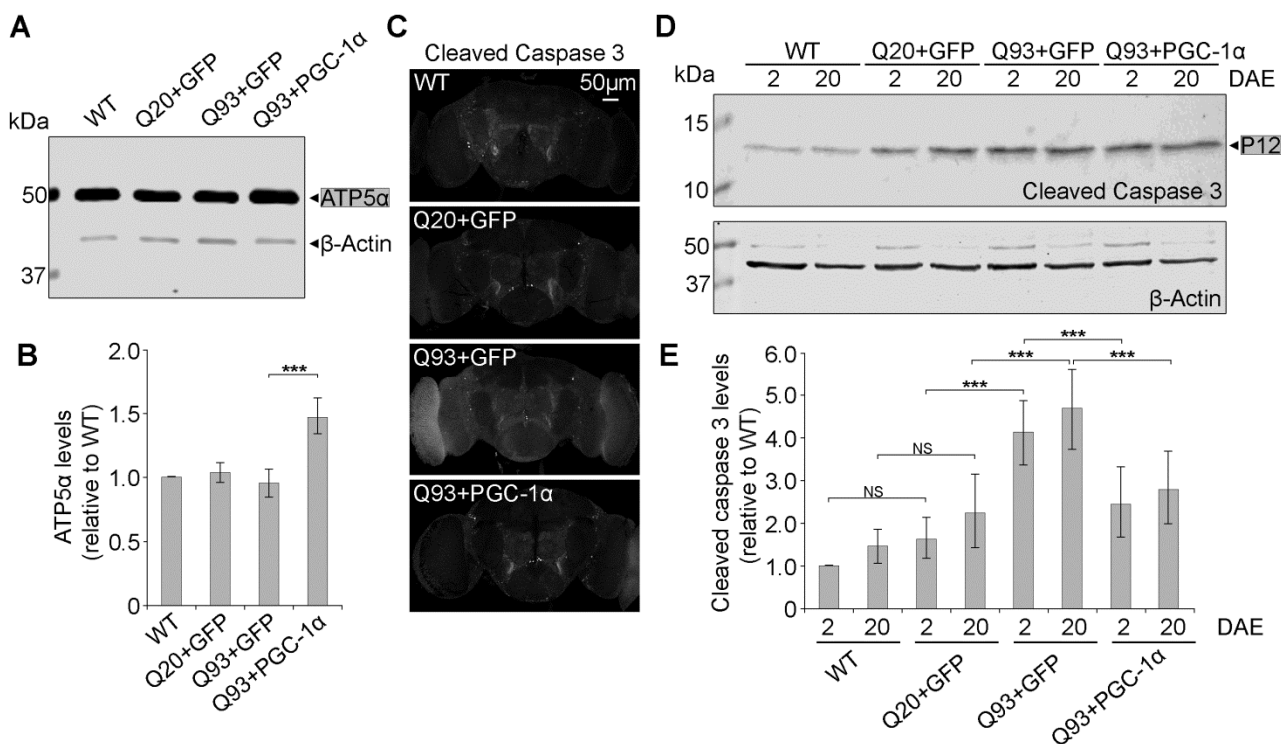 A
WT
Q20+GFP
Q93+GFP
Q93+PGC-1α
kDa
50
37
ATP5α
β-Actin
B
ATP5α levels
(relative to WT)
2.0
1.5
1.0
0.5
0
***
WT
Q20+GFP
Q93+GFP
Q93+PGC-1α
C
Cleaved Caspase 3
WT
50µm
Q20+GFP
Q93+GFP
Q93+PGC-1α
D
WT Q20+GFP Q93+GFP Q93+PGC-1α
kDa 2 20 2 20 2 20 2 20 DAE
15
P12
10
Cleaved Caspase 3
50
37
β-Actin
E
Cleaved caspase 3 levels
(relative to WT)
6.0
5.0
4.0
3.0
2.0
1.0
0.0
***
*** ***
***
NS
NS
2 20 2 20 2 20 2 20 DAE
WT
Q20+GFP
Q93+GFP
Q93+PGC-1α